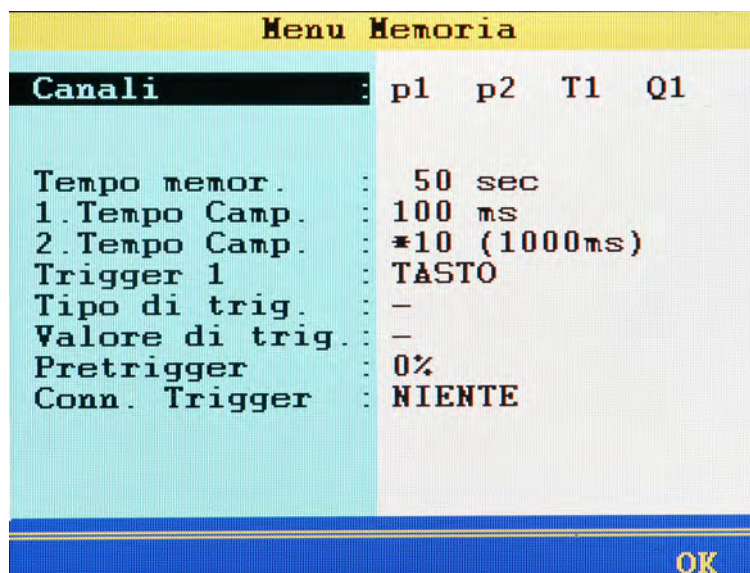 Menu Memoria
Canali : p1 p2 T1 Q1
Tempo memor. : 50 sec
1.Tempo Camp. : 100 ms
2.Tempo Camp. : *10 (1000ms)
Trigger 1 : TASTO
Tipo di trig. : –
Valore di trig.: –
Pretrigger : 0%
Conn. Trigger : NIENTE
OK